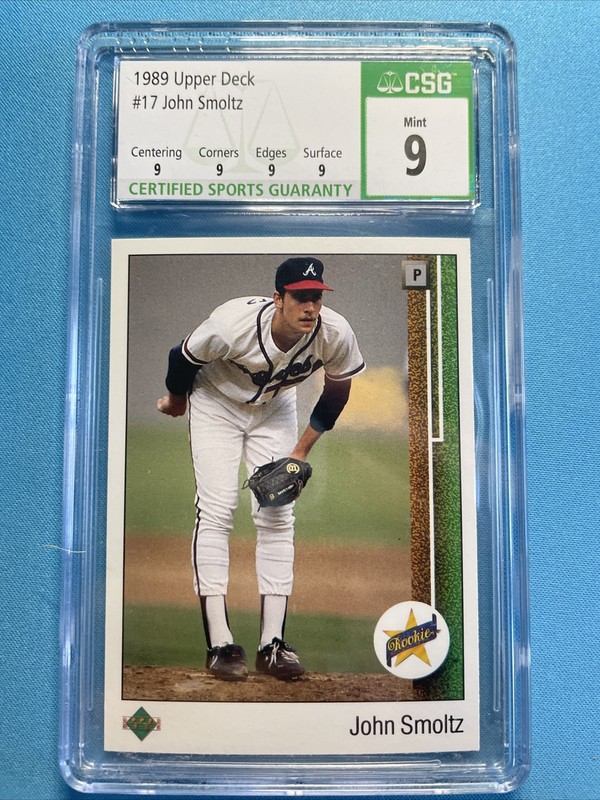 1989 Upper Deck
#17 John Smoltz
CSG
Mint
9
Centering Corners Edges Surface
9 9 9 9
CERTIFIED SPORTS GUARANTY
A
P
Braves
Rookie
John Smoltz